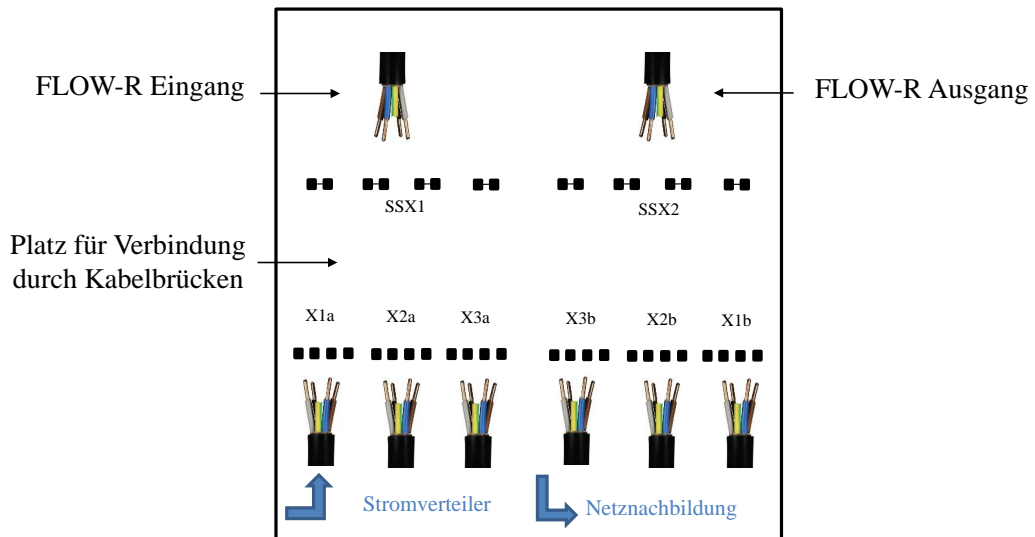 FLOW-R Eingang
FLOW-R Ausgang
SSX1
SSX2
Platz für Verbindung
durch Kabelbrücken
X1a
X2a
X3a
X3b
X2b
X1b
Stromverteiler
Netznachbildung